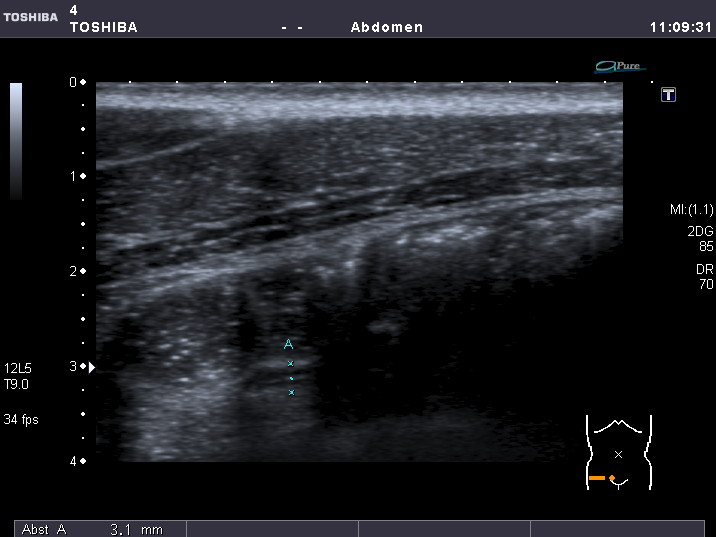 TOSHIBA
4
TOSHIBA - - Abdomen 11:09:31
aPure
T
0
1
MI:(1.1)
2DG
85
DR
70
2
A
3
12L5
T9.0
34 fps
4
Abst A 3.1 mm